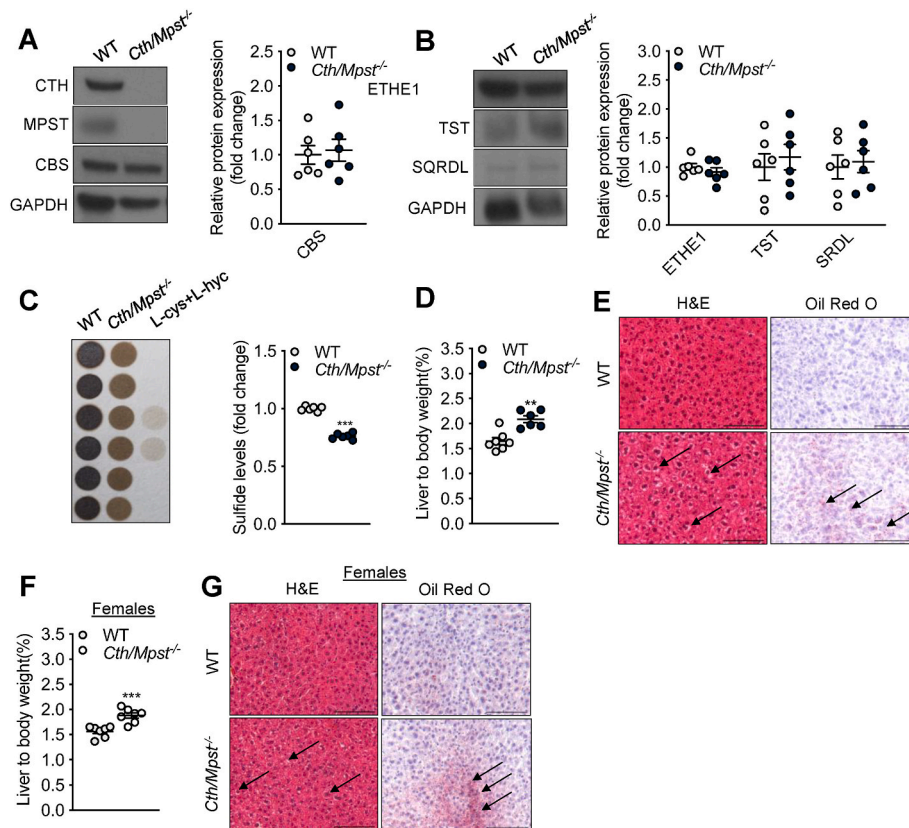 A
WT
Cth/Mpst-/-
CTH
MPST
CBS
GAPDH
Relative protein expression
(fold change)
2.5
2.0
1.5
1.0
0.5
0.0
WT
Cth/Mpst-/-
CBS
B
WT
Cth/Mpst-/-
ETHE1
TST
SQRDL
GAPDH
Relative protein expression
(fold change)
3.0
2.5
2.0
1.5
1.0
0.5
0.0
WT
Cth/Mpst-/-
ETHE1
TST
SRDL
C
WT
Cth/Mpst-/-
L-cys+L-hyc
Sulfide levels (fold change)
1.5
1.0
0.5
0.0
WT
Cth/Mpst-/-
***
D
Liver to body weight(%)
3.5
3.0
2.5
2.0
1.5
1.0
0.5
0.0
WT
Cth/Mpst-/-
**
E
H&E
Oil Red O
WT
Cth/Mpst-/-
F
Females
Liver to body weight(%)
3.5
3.0
2.5
2.0
1.5
1.0
0.5
0.0
WT
Cth/Mpst-/-
***
G
Females
H&E
Oil Red O
WT
Cth/Mpst-/-